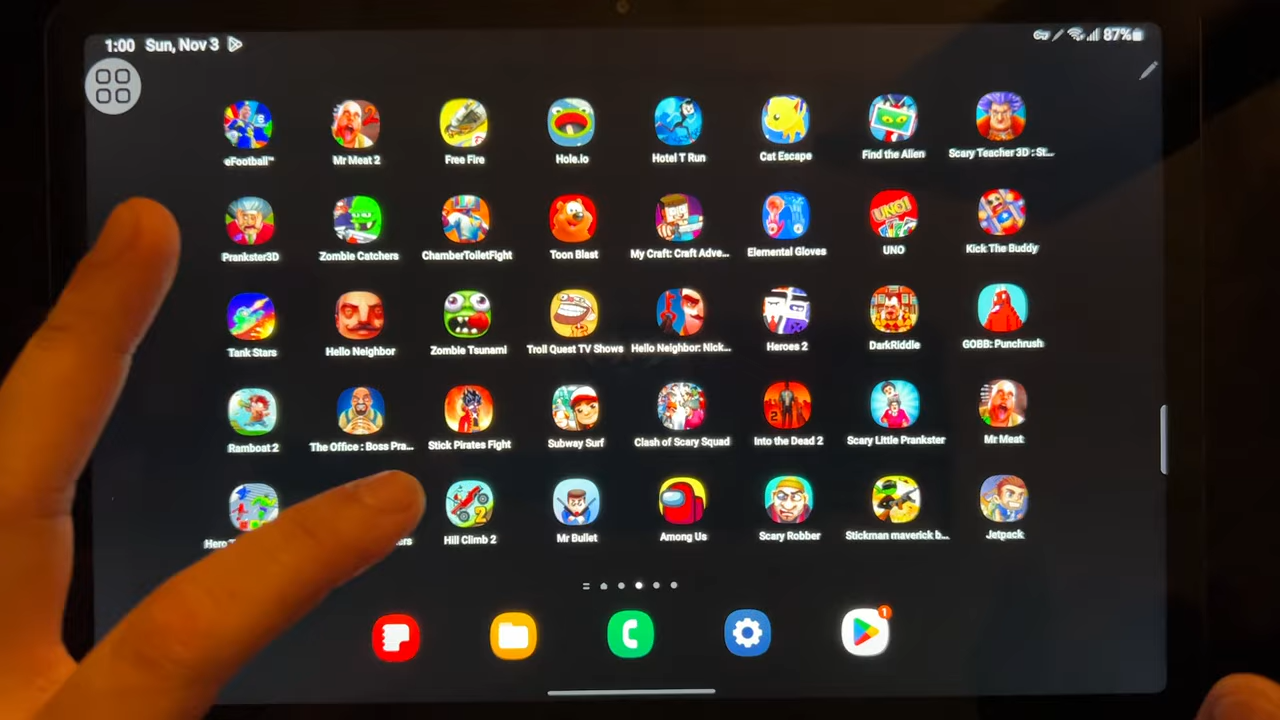 1:00 Sun, Nov 3
87%
eFootball™ Mr Meat 2 Free Fire Hole.io Hotel T Run Cat Escape Find the Alien Scary Teacher 3D : St...
UNO!
Prankster3D Zombie Catchers ChamberToiletFight Toon Blast My Craft: Craft Adve... Elemental Gloves UNO Kick The Buddy
Tank Stars Hello Neighbor Zombie Tsunami Troll Quest TV Shows Hello Neighbor: Nick... Heroes 2 DarkRiddle GOBB: Punchrush
Ramboat 2 The Office : Boss Pra... Stick Pirates Fight Subway Surf Clash of Scary Squad Into the Dead 2 Scary Little Prankster Mr Meat
Hill Climb 2 Mr Bullet Among Us Scary Robber Stickman maverick b... Jetpack
1